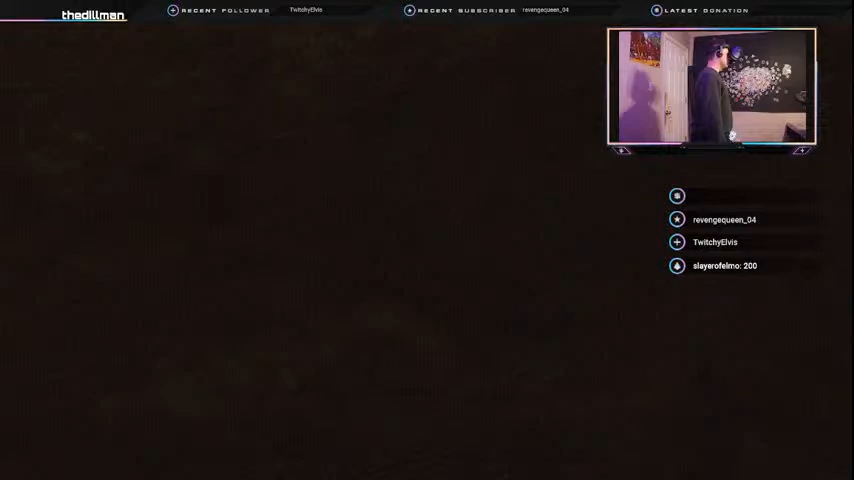 thedillman
RECENT FOLLOWER TwitchyElvis
RECENT SUBSCRIBER revengequeen_04
LATEST DONATION
revengequeen_04
TwitchyElvis
slayerofelmo: 200